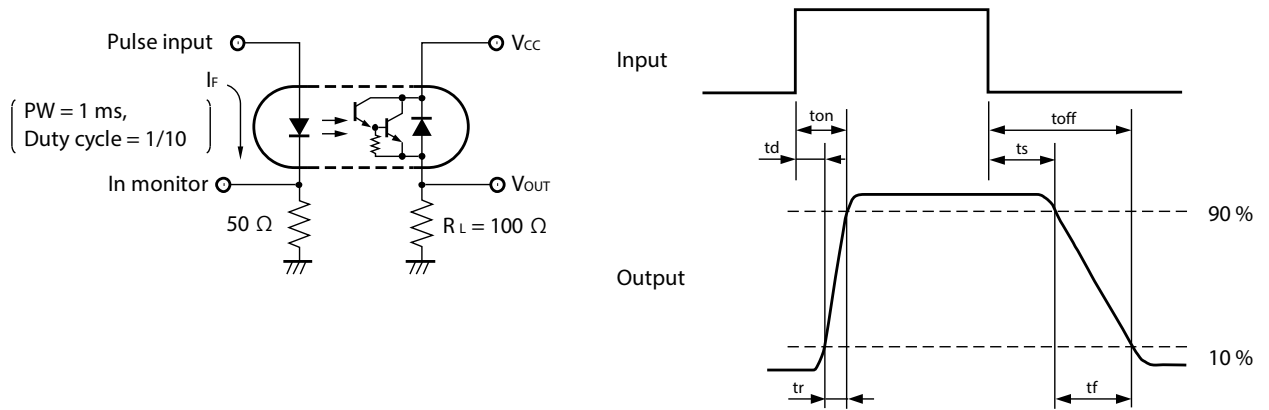 Pulse input
VCC
IF
PW = 1 ms,
Duty cycle = 1/10
In monitor
VOUT
50 Ω
RL = 100 Ω
Input
ton
toff
td
ts
90 %
Output
10 %
tr
tf